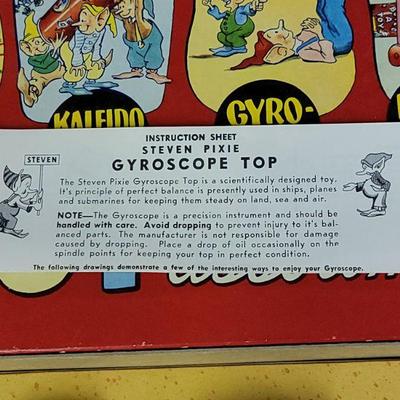 KALEIDO
GYRO-
INSTRUCTION SHEET
STEVEN PIXIE
GYROSCOPE TOP
STEVEN
The Steven Pixie Gyroscope Top is a scientifically designed toy.
It's principle of perfect balance is presently used in ships, planes
and submarines for keeping them steady on land, sea and air.
NOTE—The Gyroscope is a precision instrument and should be
handled with care. Avoid dropping to prevent injury to it's bal-
anced parts. The manufacturer is not responsible for damage
caused by dropping. Place a drop of oil occasionally on the
spindle points for keeping your top in perfect condition.
The following drawings demonstrate a few of the interesting ways to enjoy your Gyroscope.